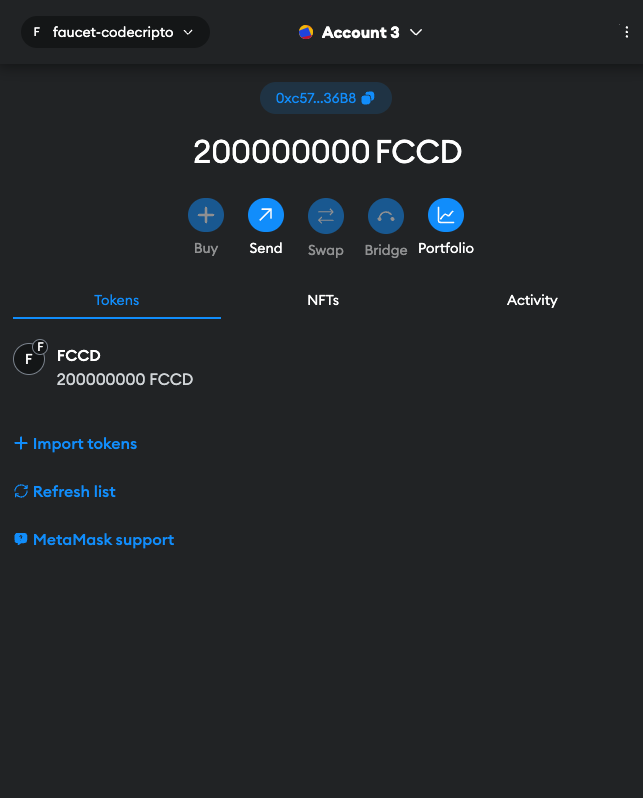 F faucet-codecripto Account 3
0xc57...36B8
200000000 FCCD
Buy Send Swap Bridge Portfolio
Tokens NFTs Activity
F F FCCD
200000000 FCCD
Import tokens
Refresh list
MetaMask support